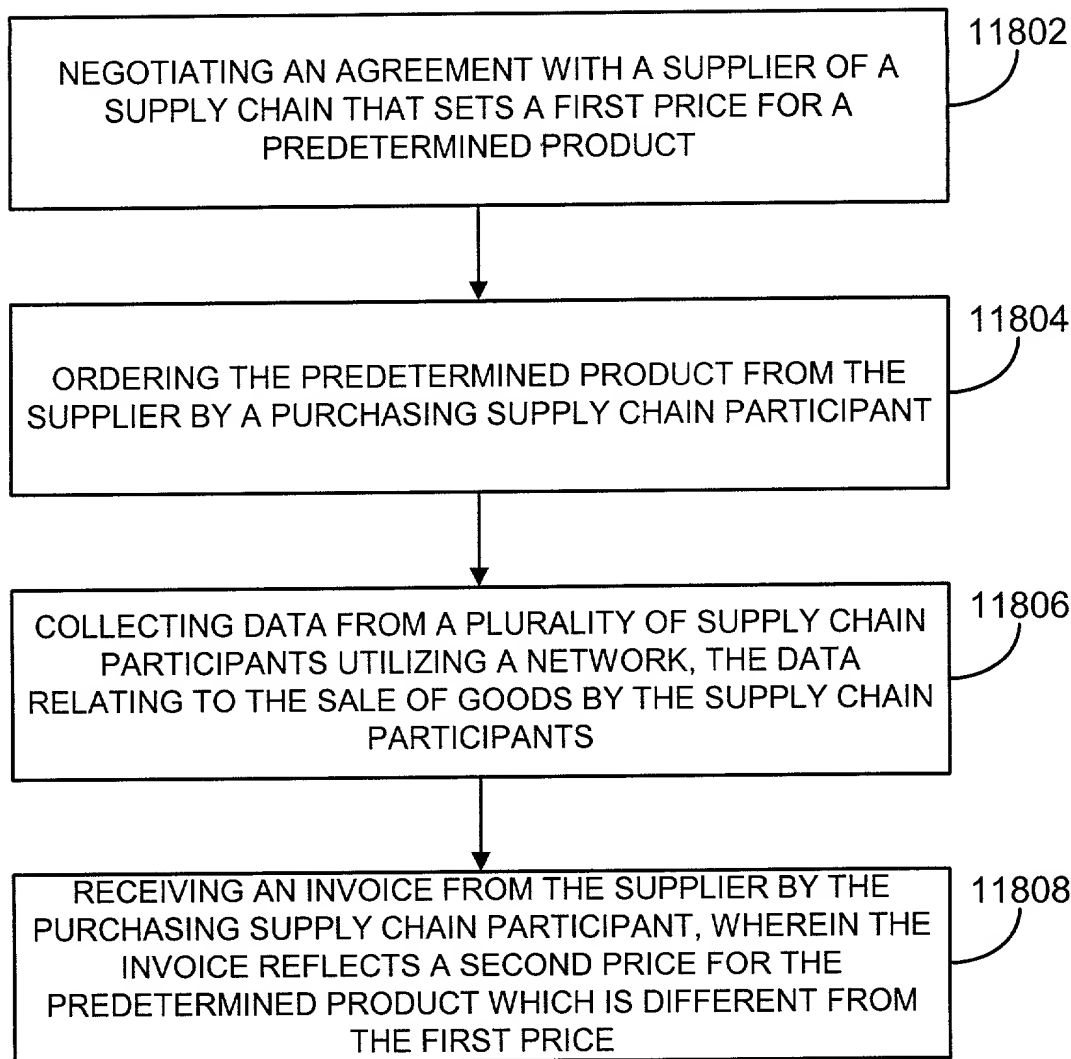 11802
NEGOTIATING AN AGREEMENT WITH A SUPPLIER OF A
SUPPLY CHAIN THAT SETS A FIRST PRICE FOR A
PREDETERMINED PRODUCT
11804
ORDERING THE PREDETERMINED PRODUCT FROM THE
SUPPLIER BY A PURCHASING SUPPLY CHAIN PARTICIPANT
11806
COLLECTING DATA FROM A PLURALITY OF SUPPLY CHAIN
PARTICIPANTS UTILIZING A NETWORK, THE DATA
RELATING TO THE SALE OF GOODS BY THE SUPPLY CHAIN
PARTICIPANTS
11808
RECEIVING AN INVOICE FROM THE SUPPLIER BY THE
PURCHASING SUPPLY CHAIN PARTICIPANT, WHEREIN THE
INVOICE REFLECTS A SECOND PRICE FOR THE
PREDETERMINED PRODUCT WHICH IS DIFFERENT FROM
THE FIRST PRICE